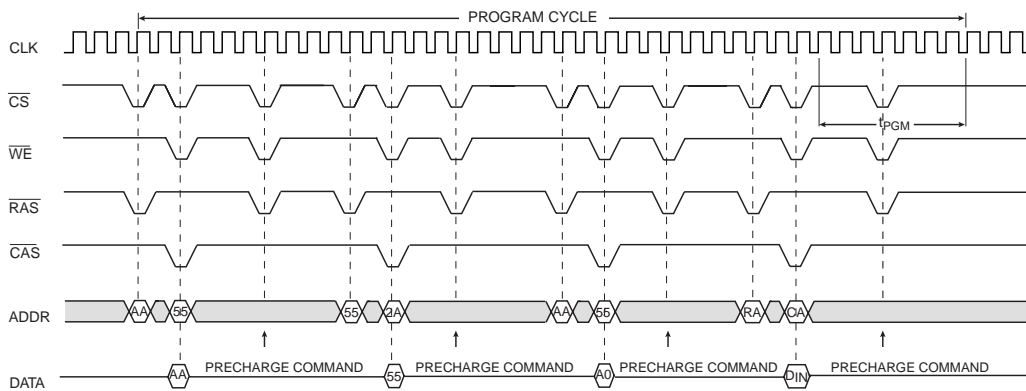 PROGRAM CYCLE
CLK
CS
tPGM
WE
RAS
CAS
ADDR AA 55 55 2A AA 55 RA CA
DATA AA PRECHARGE COMMAND 55 PRECHARGE COMMAND A0 PRECHARGE COMMAND DIN PRECHARGE COMMAND